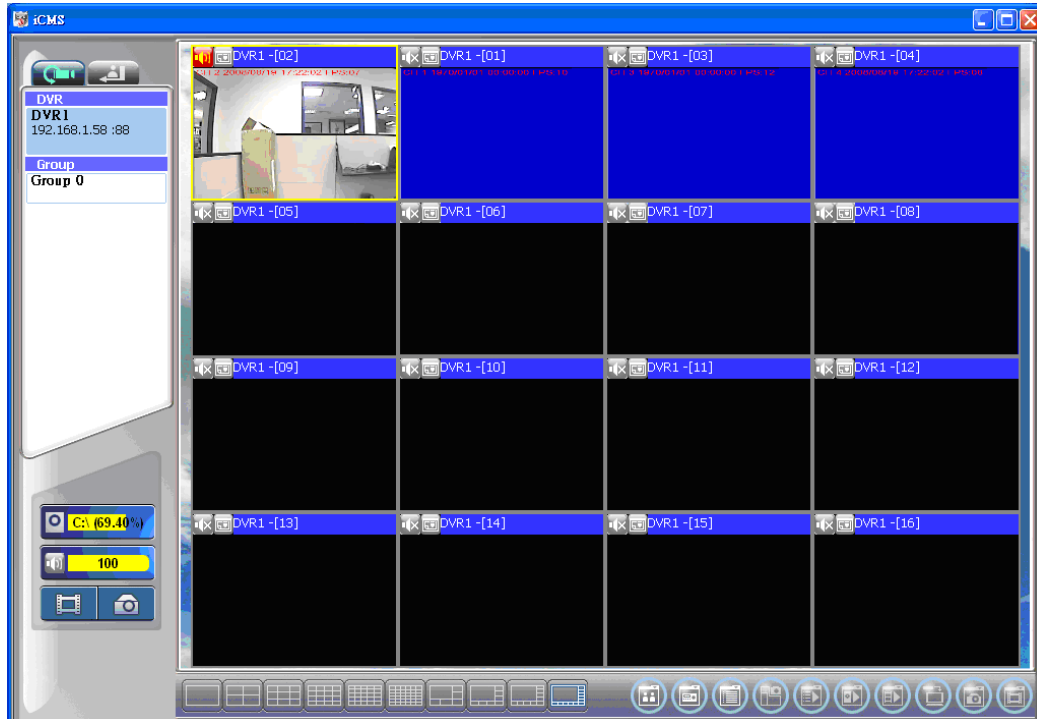 iCMS
DVR
DVR1
192.168.1.58 :88
Group
Group 0
C:\ (69.40%)
100
DVR1 -[02]
DVR1 -[01]
DVR1 -[03]
DVR1 -[04]
DVR1 -[05]
DVR1 -[06]
DVR1 -[07]
DVR1 -[08]
DVR1 -[09]
DVR1 -[10]
DVR1 -[11]
DVR1 -[12]
DVR1 -[13]
DVR1 -[14]
DVR1 -[15]
DVR1 -[16]